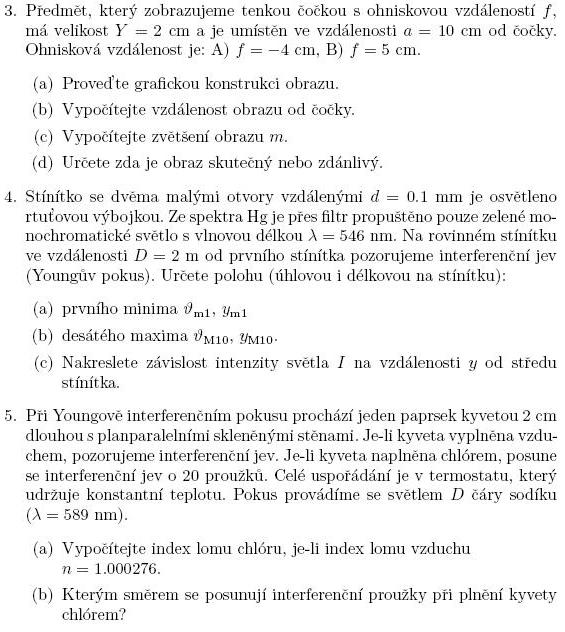 3. Předmět, který zobrazujeme tenkou čočkou s ohniskovou vzdáleností f,
má velikost Y = 2 cm a je umístěn ve vzdálenosti a = 10 cm od čočky.
Ohnisková vzdálenost je: A) f = −4 cm, B) f = 5 cm.
(a) Proveďte grafickou konstrukci obrazu.
(b) Vypočítejte vzdálenost obrazu od čočky.
(c) Vypočítejte zvětšení obrazu m.
(d) Určete zda je obraz skutečný nebo zdánlivý.
4. Stínítko se dvěma malými otvory vzdálenými d = 0.1 mm je osvětleno
rtuťovou výbojkou. Ze spektra Hg je přes filtr propuštěno pouze zelené mo-
nochromatické světlo s vlnovou délkou λ = 546 nm. Na rovinném stínítku
ve vzdálenosti D = 2 m od prvního stínítka pozorujeme interferenční jev
(Youngův pokus). Určete polohu (úhlovou i délkovou na stínítku):
(a) prvního minima ϑm1, ym1
(b) desátého maxima ϑM10, yM10.
(c) Nakreslete závislost intenzity světla I na vzdálenosti y od středu
stínítka.
5. Při Youngově interferenčním pokusu prochází jeden paprsek kyvetou 2 cm
dlouhou s planparalelními skleněnými stěnami. Je-li kyveta vyplněna vzdu-
chem, pozorujeme interferenční jev. Je-li kyveta naplněna chlórem, posune
se interferenční jev o 20 proužků. Celé uspořádání je v termostatu, který
udržuje konstantní teplotu. Pokus provádíme se světlem D čáry sodíku
(λ = 589 nm).
(a) Vypočítejte index lomu chlóru, je-li index lomu vzduchu
n = 1.000276.
(b) Kterým směrem se posunují interferenční proužky při plnění kyvety
chlórem?